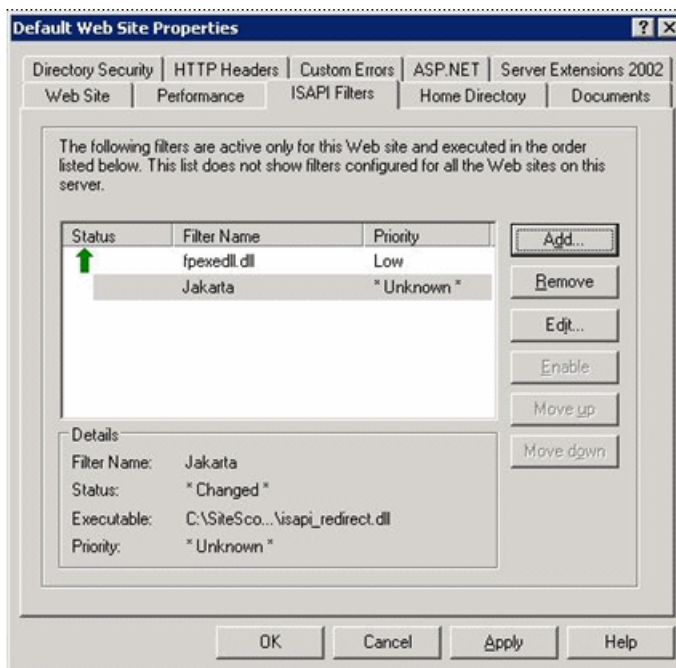 Default Web Site Properties
Directory Security HTTP Headers Custom Errors ASP.NET Server Extensions 2002
Web Site Performance ISAPI Filters Home Directory Documents
The following filters are active only for this Web site and executed in the order
listed below. This list does not show filters configured for all the Web sites on this
server.
Status Filter Name Priority
fpexedll.dll Low
Jakarta * Unknown *
Add...
Remove
Edit...
Enable
Move up
Move down
Details
Filter Name: Jakarta
Status: * Changed *
Executable: C:\SiteSco...\isapi_redirect.dll
Priority: * Unknown *
OK Cancel Apply Help